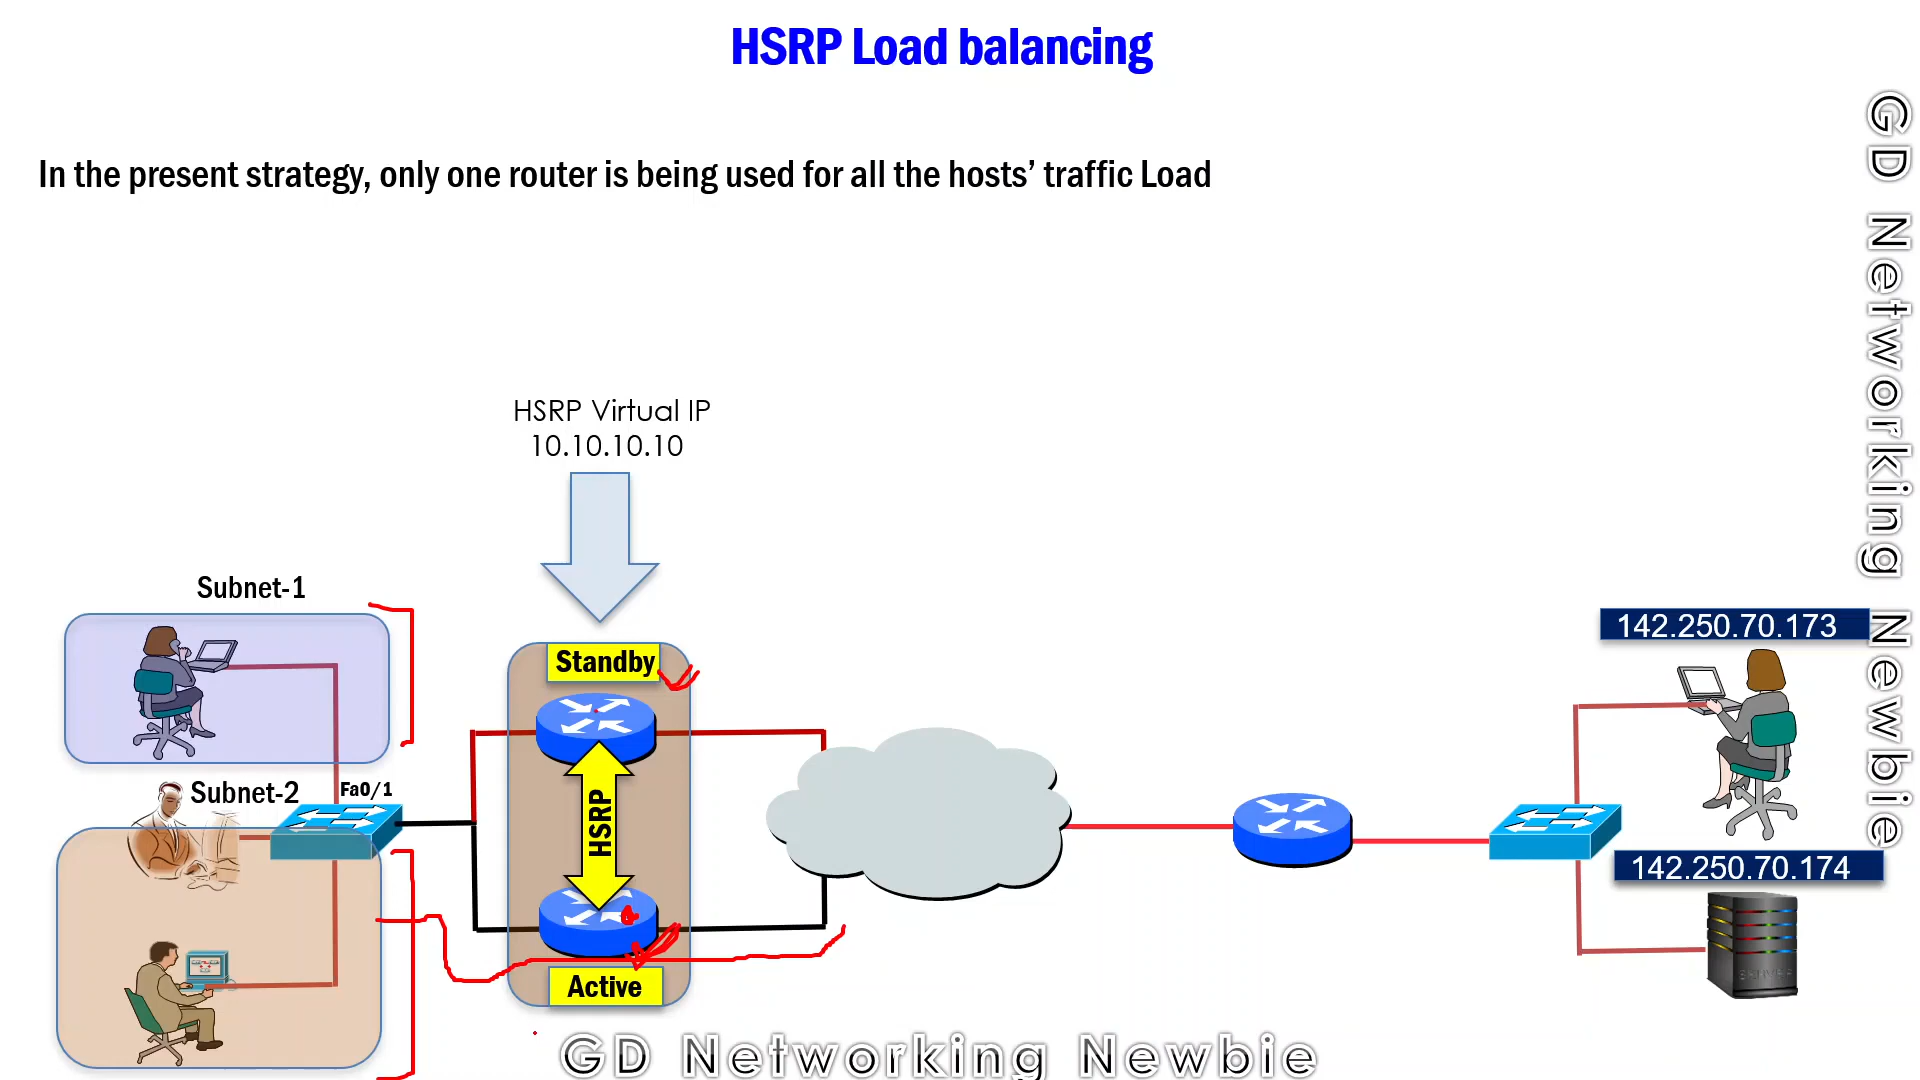 HSRP Load balancing
In the present strategy, only one router is being used for all the hosts’ traffic Load
HSRP Virtual IP
10.10.10.10
Subnet-1
Standby
142.250.70.173
Subnet-2
Fa0/1
HSRP
142.250.70.174
Active
GD Networking Newbie
GD Networking Newbie